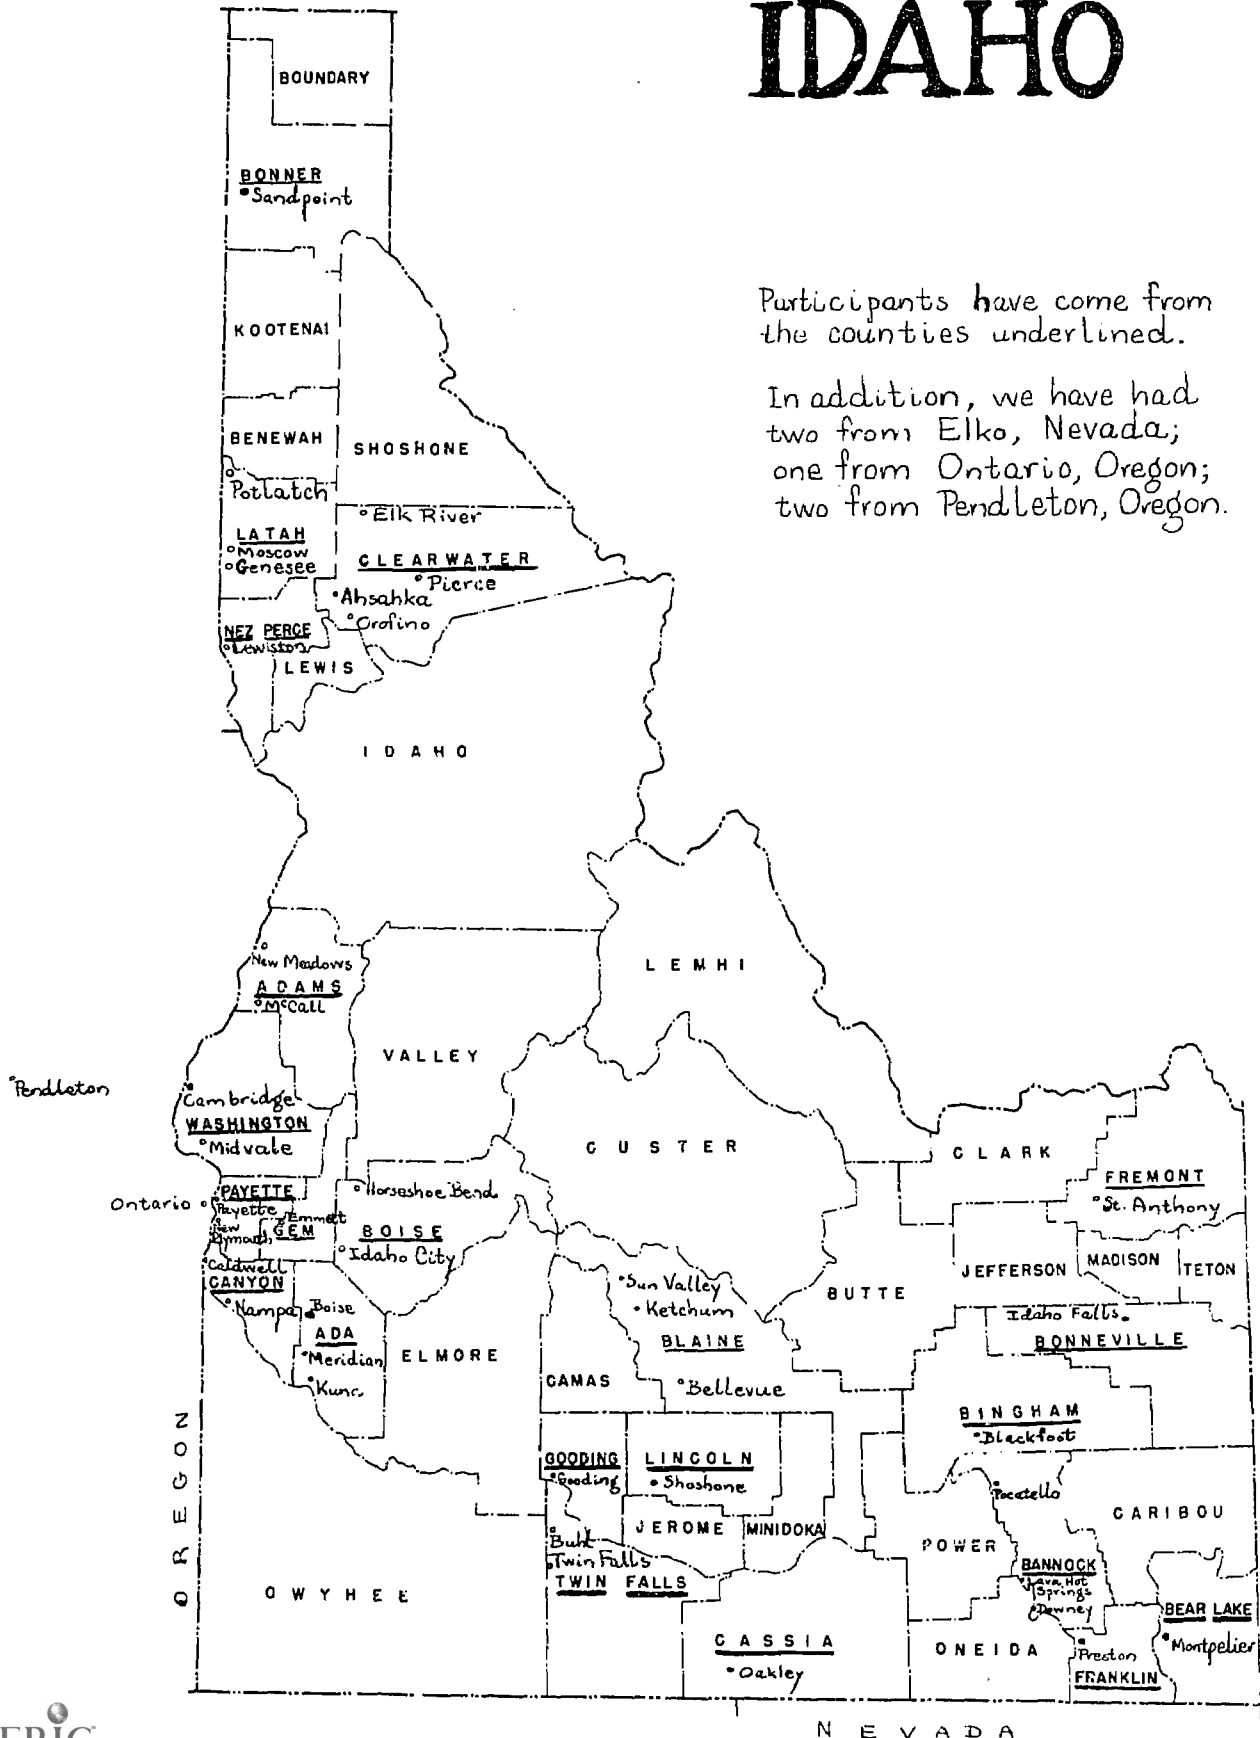 IDAHO
BOUNDARY
BONNER
Sandpoint
Participants have come from
the counties underlined.
KOOTENAI
In addition, we have had
two from Elko, Nevada;
one from Ontario, Oregon;
two from Pendleton, Oregon.
BENEWAH
SHOSHONE
Potlatch
Elk River
LATAH
Moscow
Genesee
CLEARWATER
Pierce
Ahsahka
Orofino
NEZ PERCE
Lewiston
LEWIS
IDAHO
New Meadows
ADAMS
McCall
LEMHI
VALLEY
Pendleton
Cambridge
WASHINGTON
Midvale
CUSTER
CLARK
FREMONT
St. Anthony
Ontario
PAYETTE
Payette
New
Plymouth
Emmett
GEM
Horseshoe Bend
BOISE
Idaho City
Caldwell
CANYON
Nampa
Boise
ADA
Meridian
Kuna
ELMORE
Sun Valley
Ketchum
BLAINE
Bellevue
CAMAS
BUTTE
JEFFERSON
MADISON
TETON
Idaho Falls
BONNEVILLE
BINGHAM
Blackfoot
OREGON
GOODING
Gooding
LINCOLN
Shoshone
JEROME
MINIDOKA
Buhl
Twin Falls
TWIN FALLS
OWYHEE
Pocatello
CARIBOU
POWER
BANNOCK
Lava Hot
Springs
Downey
BEAR LAKE
Montpelier
CASSIA
Oakley
ONEIDA
Preston
FRANKLIN
NEVADA
ERIC